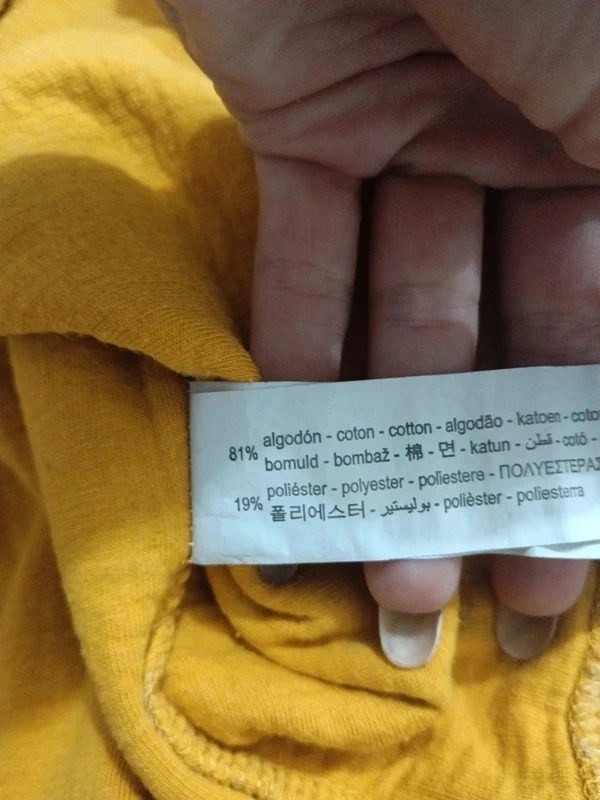 81% algodón - coton - cotton - algodão - katoen -
bomuld - bombaž - 棉 - 면 - katun - قطن - cotó -
19% poliéster - polyester - poliestere - ΠΟΛΥΕΣΤΕΡΑΣ
폴리에스터 - بوليستير - polièster - poliesterra